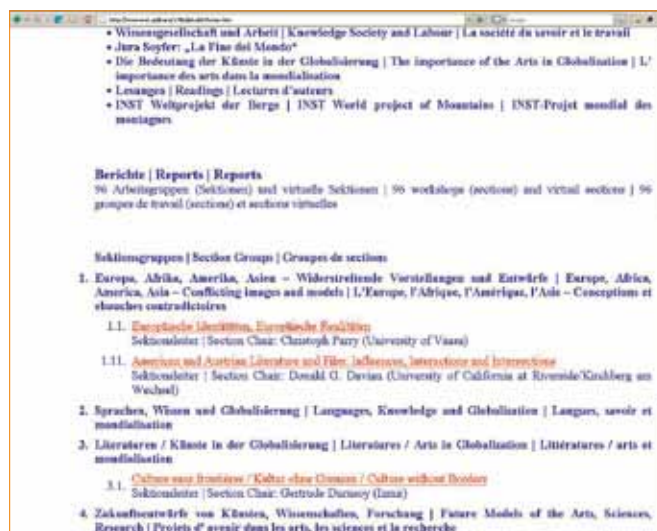 • Wissensgesellschaft und Arbeit | Knowledge Society and Labour | La société du savoir et le travail
• Jura Soyfer: „La Fine del Mondo“
• Die Bedeutung der Künste in der Globalisierung | The importance of the Arts in Globalization | L'
importance des arts dans la mondialisation
• Lesungen | Readings | Lectures d'auteurs
• INST Weltprojekt der Berge | INST World project of Mountains | INST-Projet mondial des
montagnes
Berichte | Reports | Reports
96 Arbeitsgruppen (Sektionen) und virtuelle Sektionen | 96 workshops (sections) and virtual sections | 96
groupes de travail (sections) et sections virtuelles
Sektionsgruppen | Section Groups | Groupes de sections
1. Europa, Afrika, Amerika, Asien – Widerstreitende Vorstellungen und Entwürfe | Europe, Africa,
America, Asia – Conflicting images and models | L'Europe, l'Afrique, l'Amérique, l'Asie – Conceptions et
ebauches contradictoires
1.1. Europäische Identitäten, Europäische Realitäten
Sektionsleiter | Section Chair: Christoph Parry (University of Vaasa)
1.11. American and Austrian Literature and Film: Influences, Interactions and Intersections
Sektionsleiter | Section Chair: Donald G. Daviau (University of California at Riverside/Kirchberg am
Wechsel)
2. Sprachen, Wissen und Globalisierung | Languages, Knowledge and Globalization | Langues, savoir et
mondialisation
3. Literaturen / Künste in der Globalisierung | Literatures / Arts in Globalization | Littératures / arts et
mondialisation
3.1. Culture sans frontières / Kultur ohne Grenzen / Culture without Borders
Sektionsleiter | Section Chair: Gertrude Durusoy (Izmir)
4. Zukunftsentwürfe von Künsten, Wissenschaften, Forschung | Future Models of the Arts, Sciences,
Research | Projets d' avenir dans les arts, les sciences et la recherche